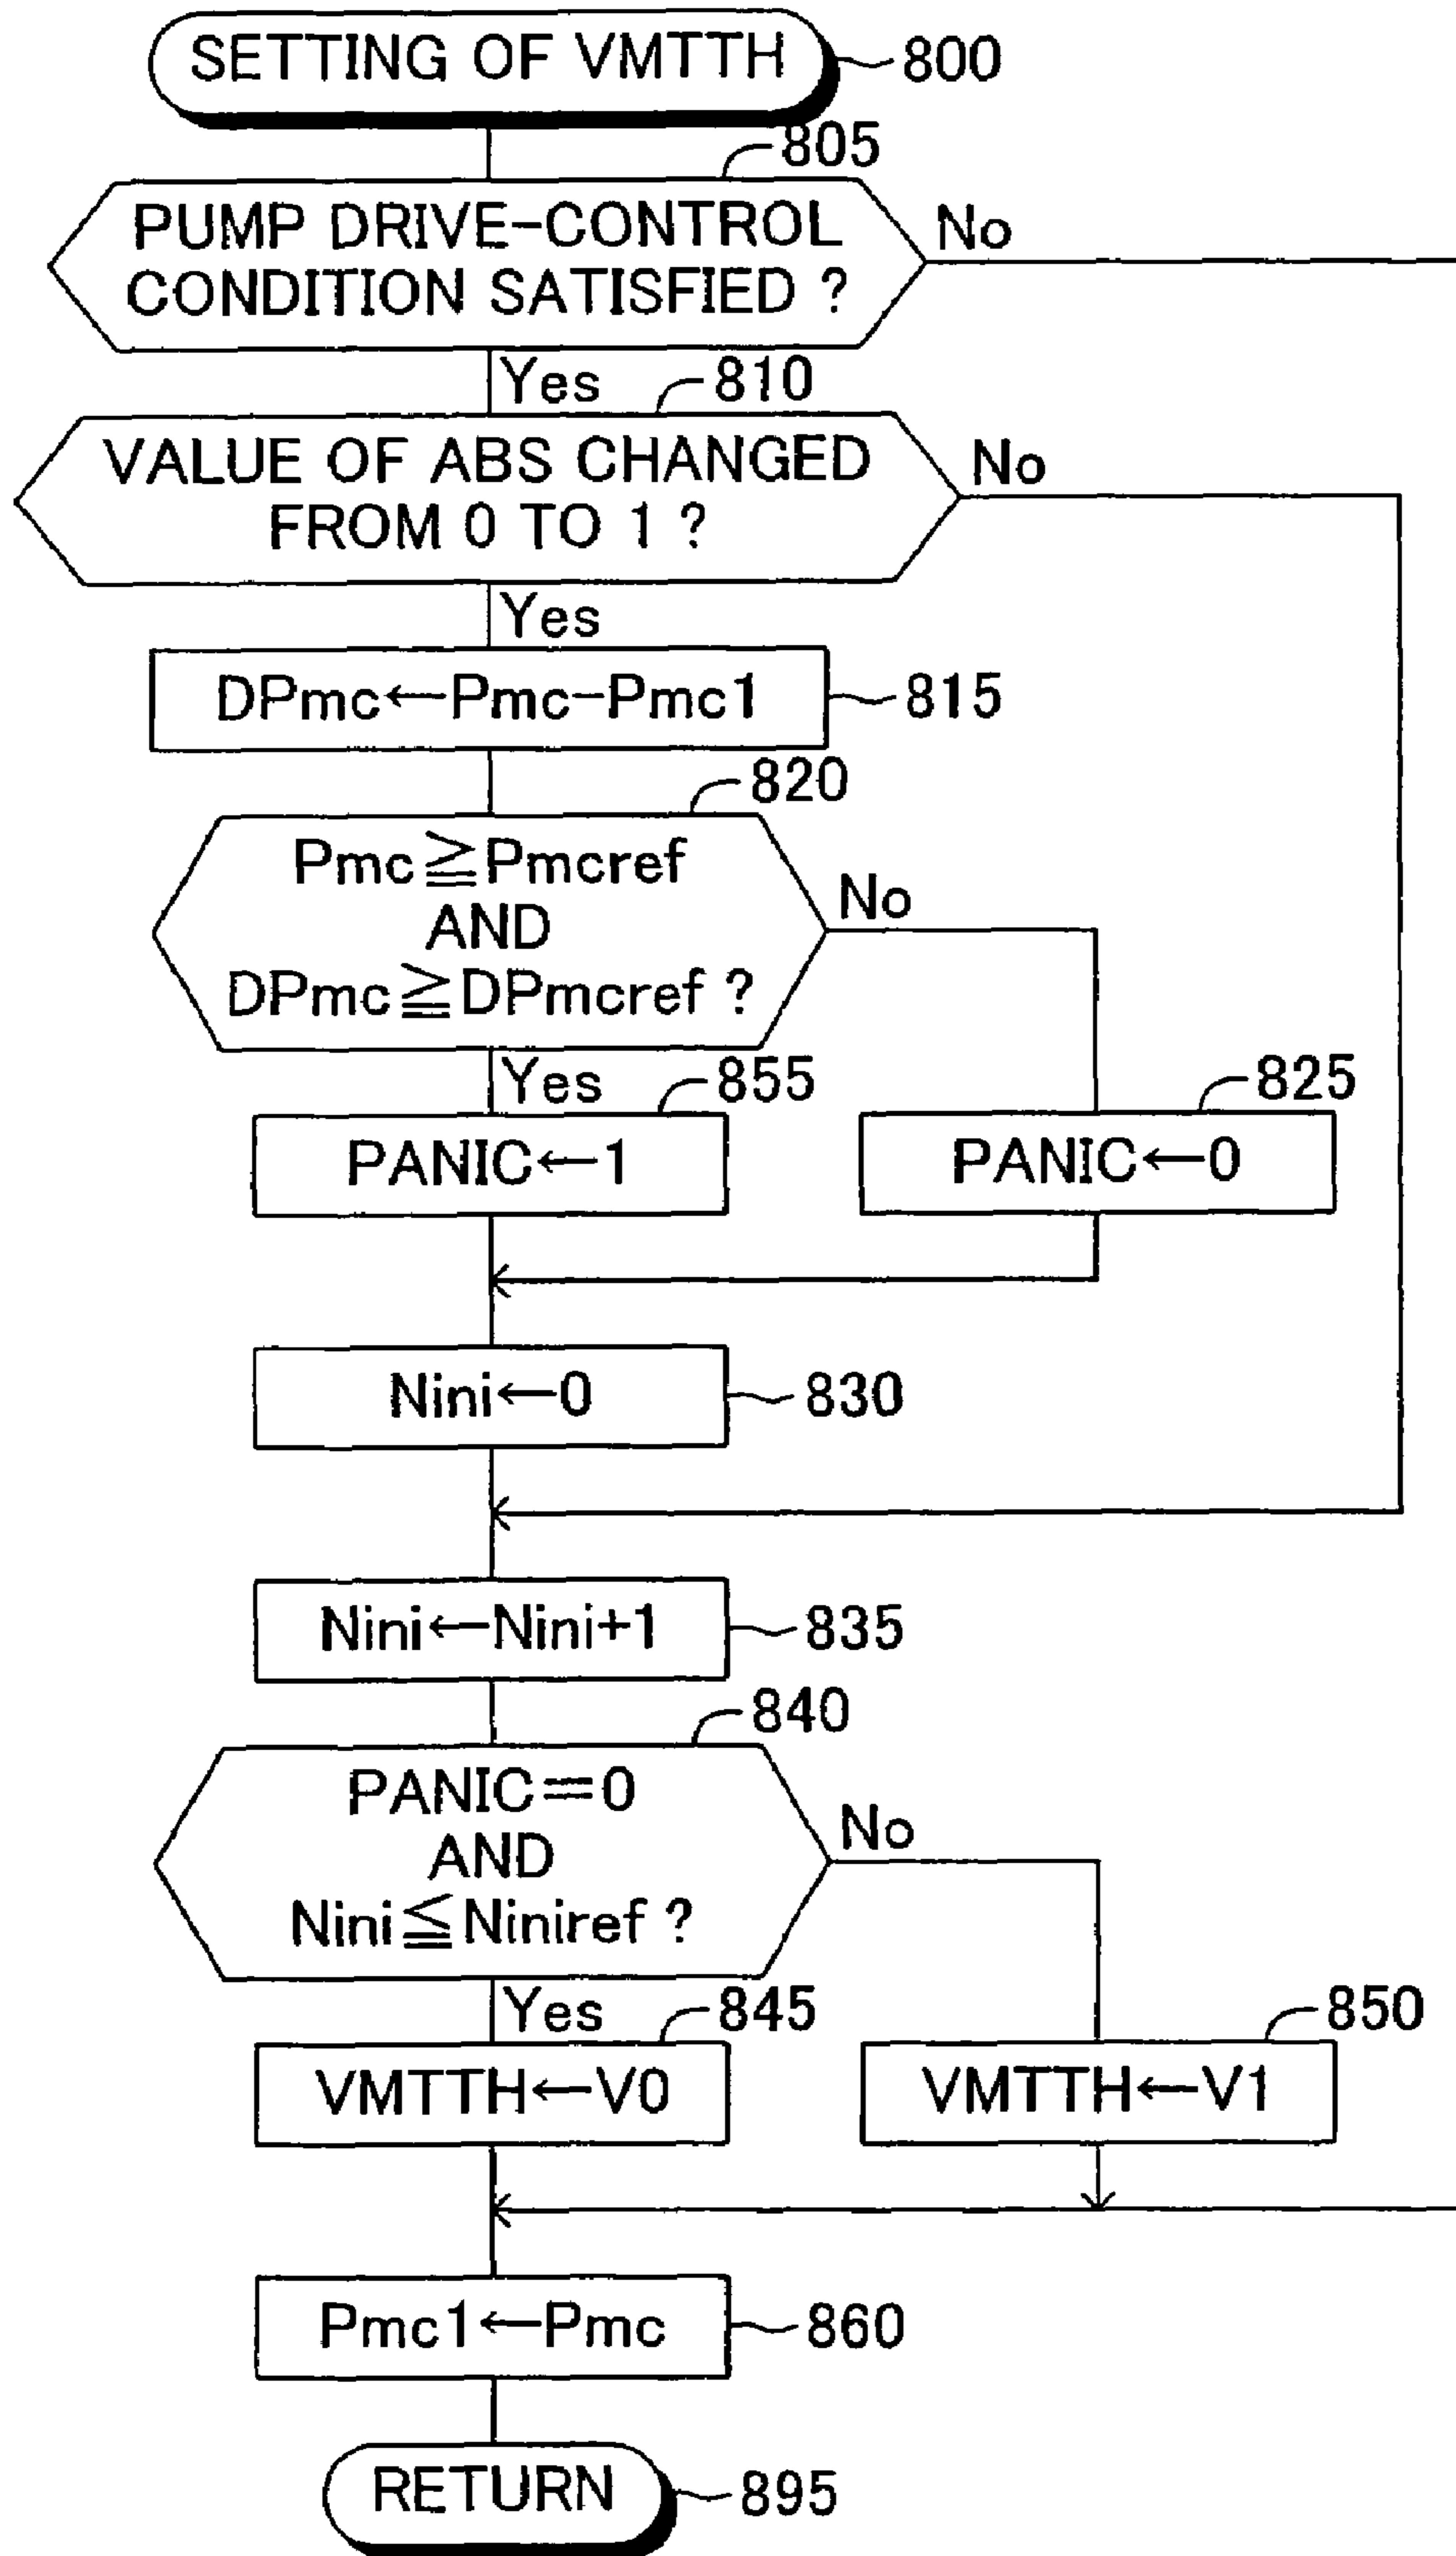 SETTING OF VMTTH
800
805
PUMP DRIVE-CONTROL
CONDITION SATISFIED ?
No
Yes
810
VALUE OF ABS CHANGED
FROM 0 TO 1 ?
No
Yes
DPmc←Pmc-Pmc1
815
820
Pmc≧Pmcref
AND
DPmc≧DPmcref ?
No
Yes
855
PANIC←1
825
PANIC←0
Nini←0
830
Nini←Nini+1
835
840
PANIC=0
AND
Nini≦Niniref ?
No
Yes
845
VMTTH←V0
850
VMTTH←V1
Pmc1←Pmc
860
RETURN
895